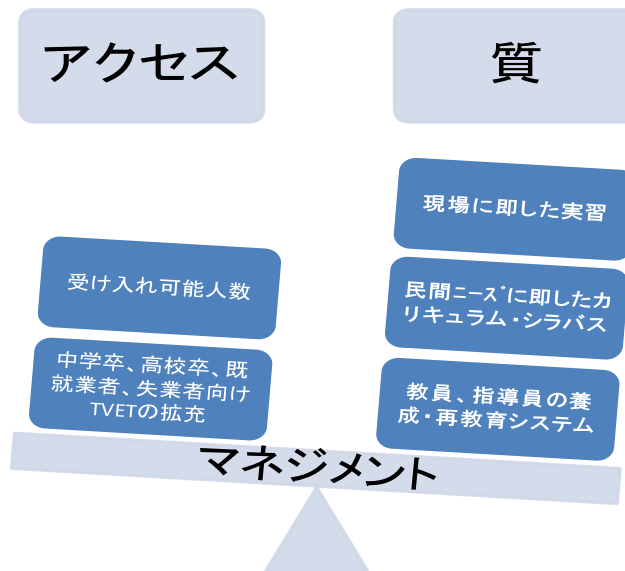 アクセス
質
現場に即した実習
受け入れ可能人数
民間ニーズに即したカ
リキュラム・シラバス
中学卒、高校卒、既
就業者、失業者向け
TVETの拡充
教員、指導員の養
成・再教育システム
マネジメント